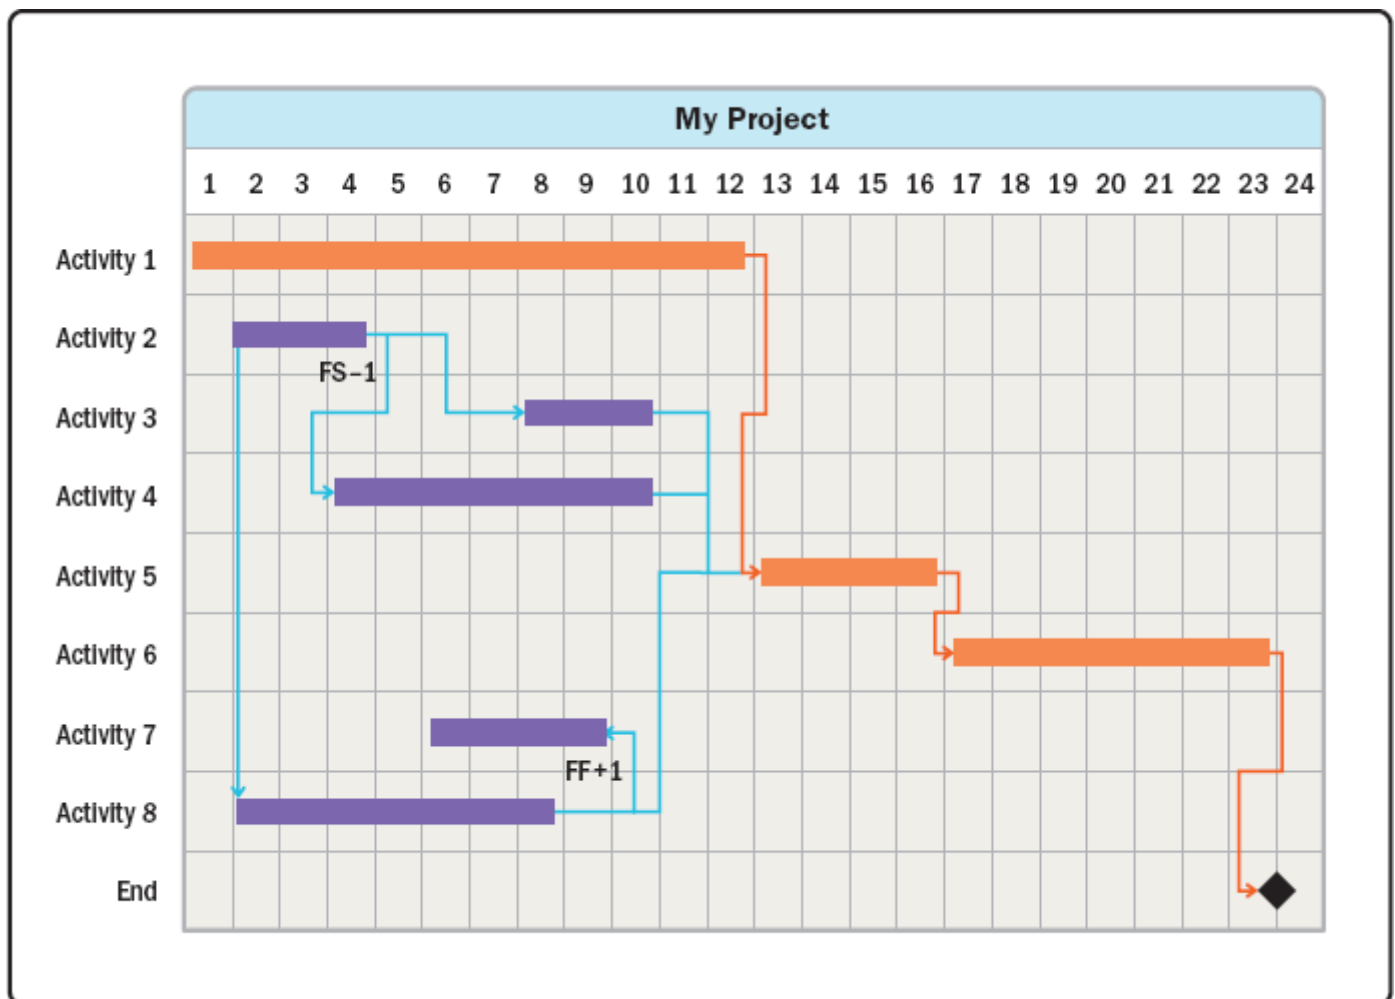 My Project
1 2 3 4 5 6 7 8 9 10 11 12 13 14 15 16 17 18 19 20 21 22 23 24
Activity 1
Activity 2
FS–1
Activity 3
Activity 4
Activity 5
Activity 6
Activity 7
FF+1
Activity 8
End